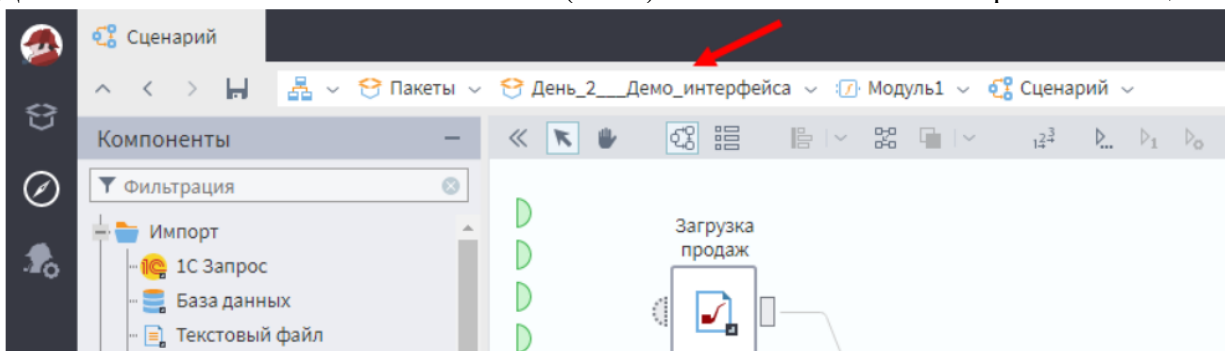 Сценарий
Пакеты День_2___Демо_интерфейса Модуль1 Сценарий
Компоненты
Фильтрация
Импорт
1С Запрос
База данных
Текстовый файл
Загрузка
продаж